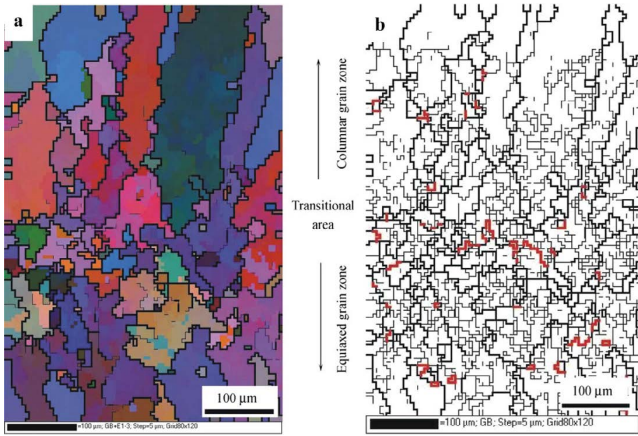 a
b
Columnar grain zone
Transitional
area
Equiaxed grain zone
100 μm
100 μm
=100 μm; GB+E1-3; Step=5 μm; Grid80x120
=100 μm; GB; Step=5 μm; Grid80x120